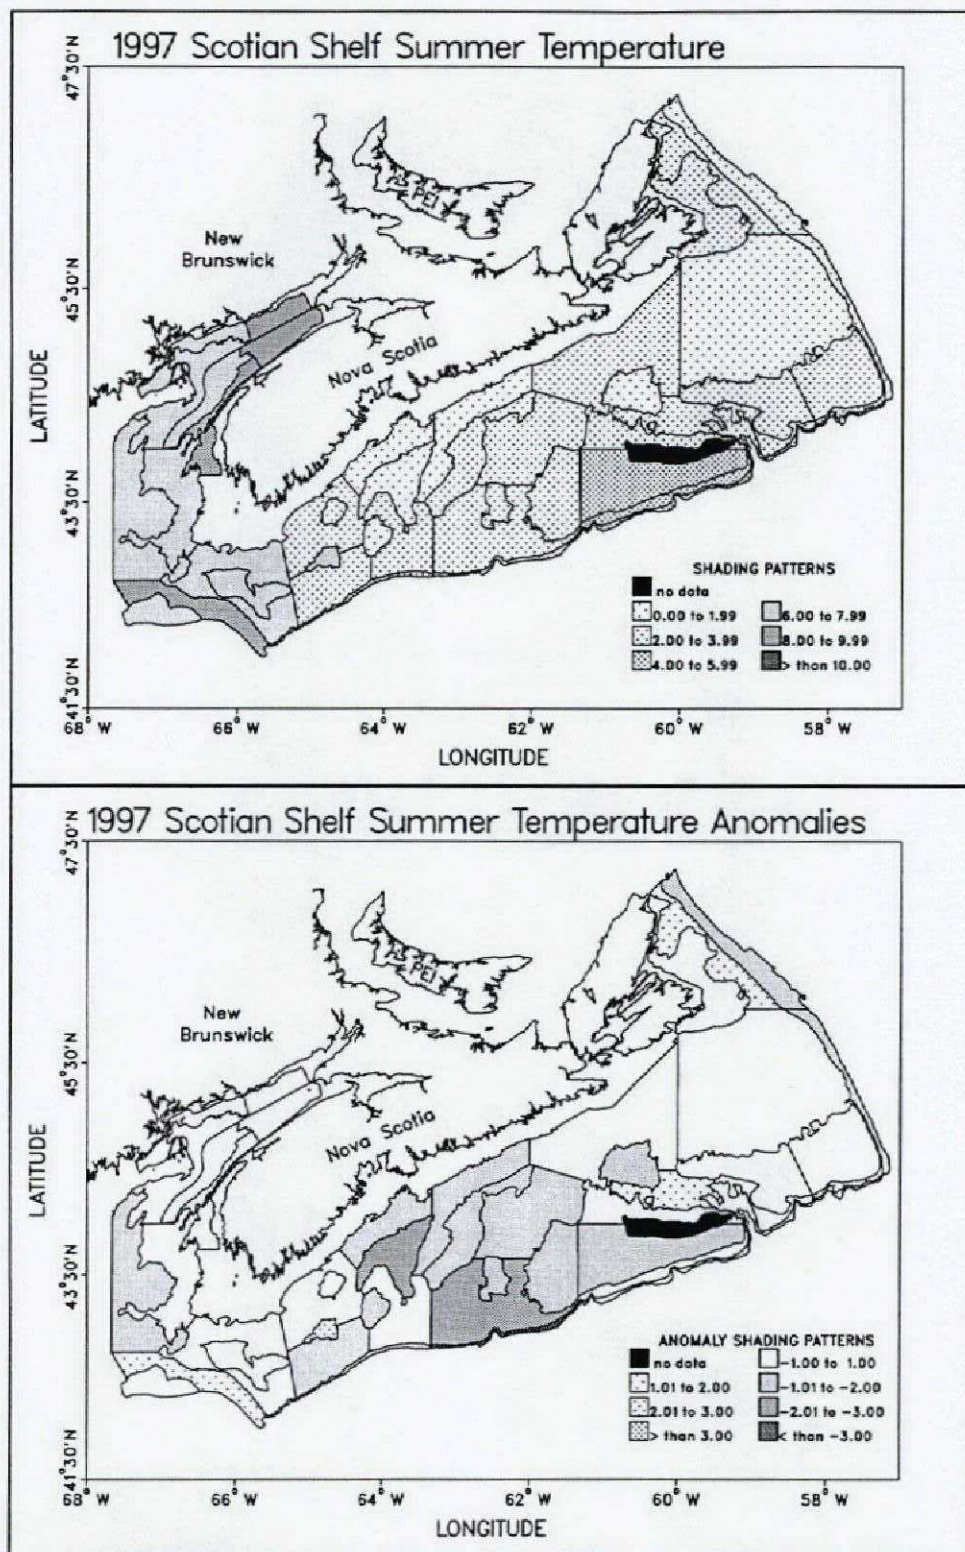 1997 Scotian Shelf Summer Temperature
47°30'N
45°30'N
43°30'N
41°30'N
LATITUDE
New
Brunswick
PEI
Nova Scotia
SHADING PATTERNS
no data
0.00 to 1.99
2.00 to 3.99
4.00 to 5.99
6.00 to 7.99
8.00 to 9.99
> than 10.00
68° W
66° W
64° W
62° W
60° W
58° W
LONGITUDE
1997 Scotian Shelf Summer Temperature Anomalies
47°30'N
45°30'N
43°30'N
41°30'N
LATITUDE
New
Brunswick
PEI
Nova Scotia
ANOMALY SHADING PATTERNS
no data
1.01 to 2.00
2.01 to 3.00
> than 3.00
-1.00 to 1.00
-1.01 to -2.00
-2.01 to -3.00
< than -3.00
68° W
66° W
64° W
62° W
60° W
58° W
LONGITUDE